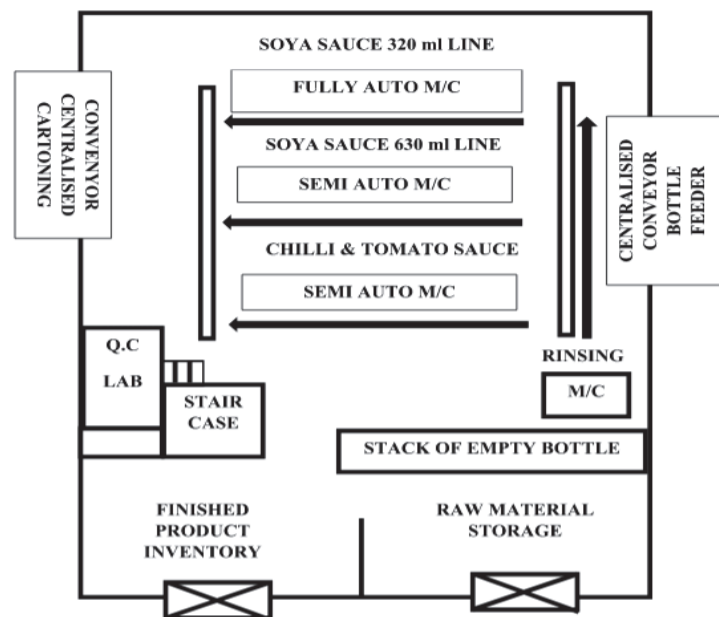 SOYA SAUCE 320 ml LINE
FULLY AUTO M/C
SOYA SAUCE 630 ml LINE
SEMI AUTO M/C
CHILLI & TOMATO SAUCE
SEMI AUTO M/C
CONVENYOR
CENTRALISED
CARTONING
CENTRALISED
CONVEYOR
BOTTLE
FEEDER
Q.C
LAB
STAIR
CASE
RINSING
M/C
STACK OF EMPTY BOTTLE
FINISHED
PRODUCT
INVENTORY
RAW MATERIAL
STORAGE